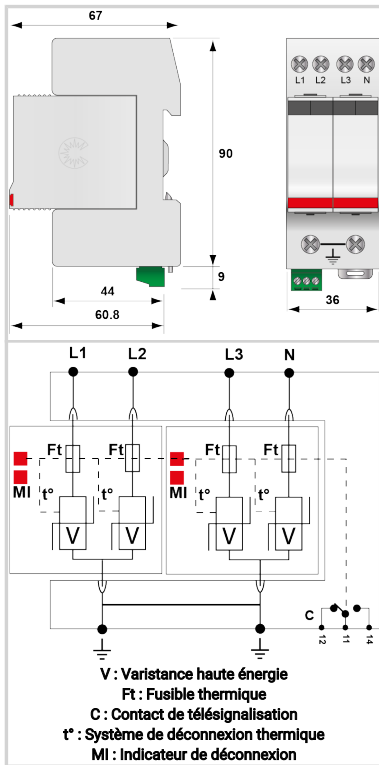 67
L1 L2 L3 N
90
9
44
60.8
36
L1 L2 L3 N
Ft Ft Ft Ft
MI t° t° MI t° t°
V V V V
C
12 11 14
V : Varistance haute énergie
Ft : Fusible thermique
C : Contact de télésignalisation
t° : Système de déconnexion thermique
MI : Indicateur de déconnexion